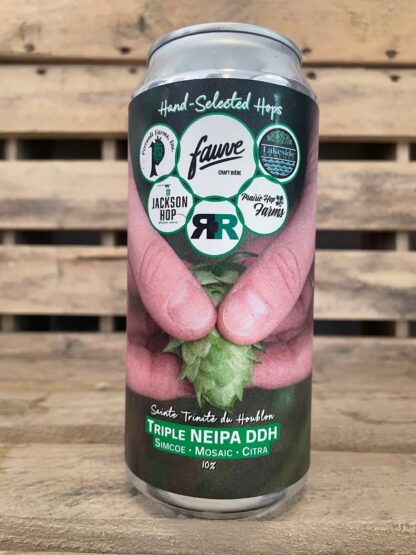 Hand-Selected Hops
fauve
CRAFT BIÈRE
Lakeside
JACKSON
HOP
RR
Prairie Hop
Farms
Sainte Trinité du Houblon
TRIPLE NEIPA DDH
SIMCOE · MOSAIC · CITRA
10%